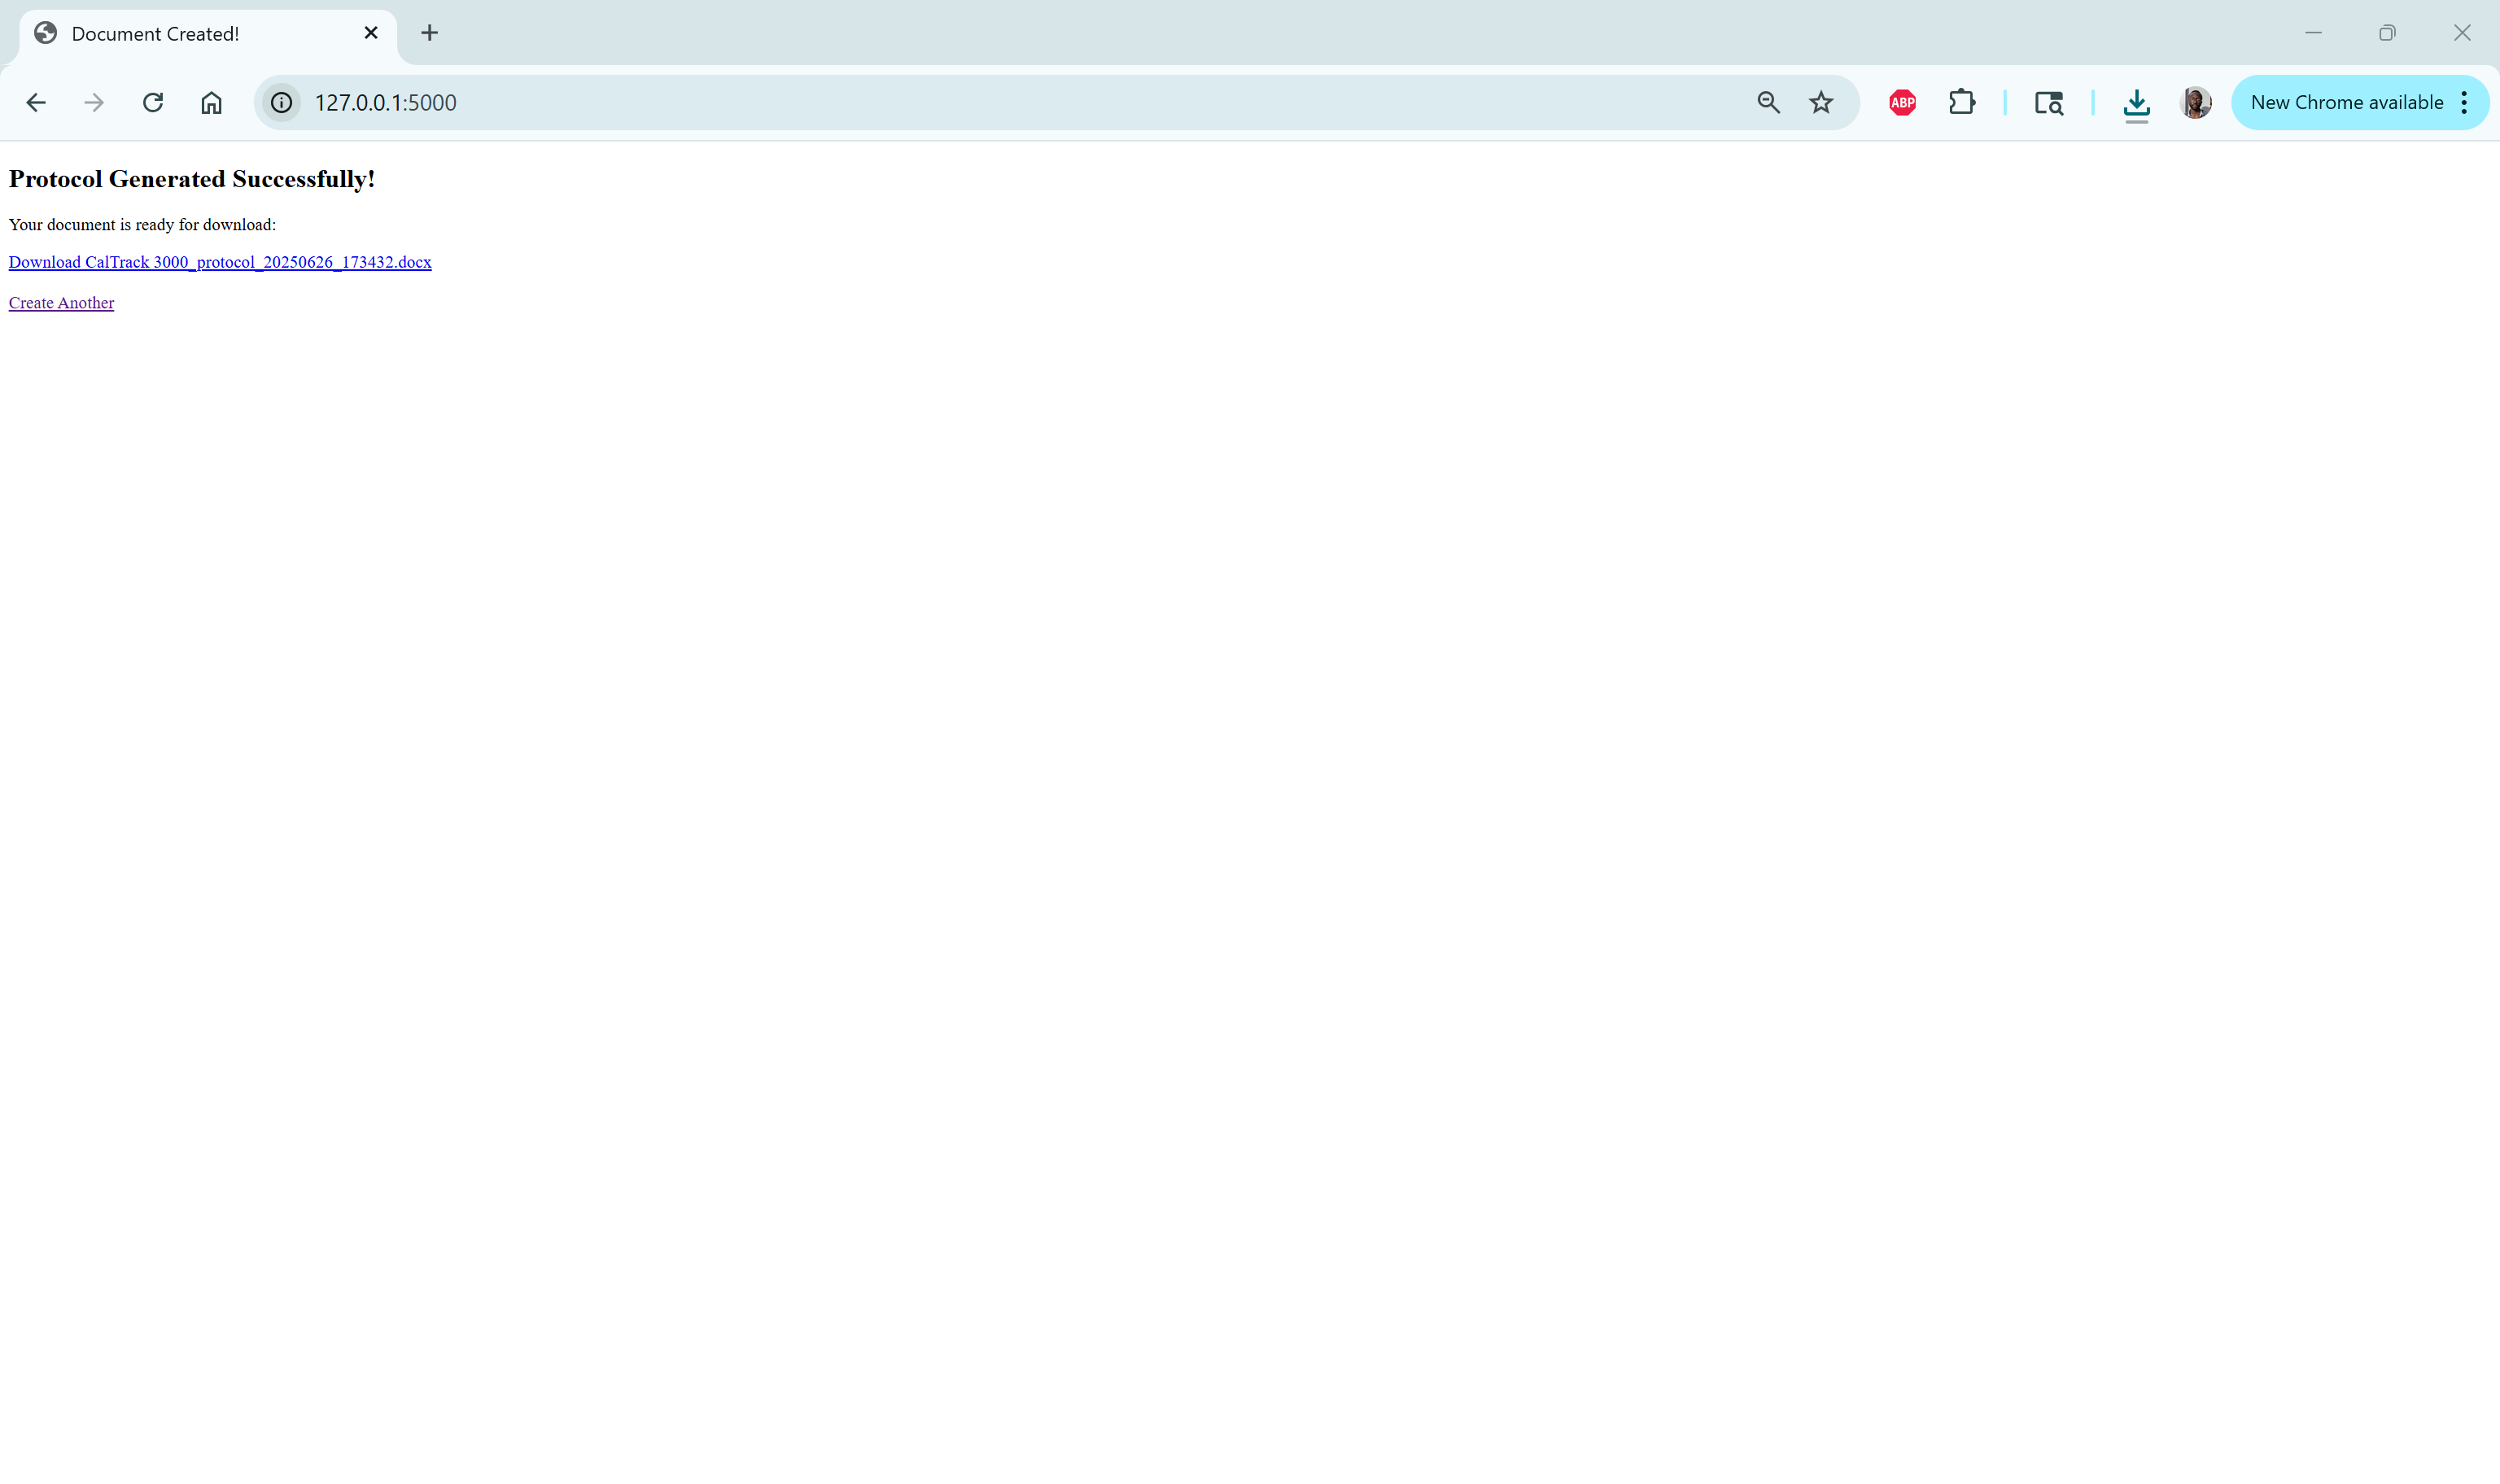 Document Created!
127.0.0.1:5000
ABP
New Chrome available
Protocol Generated Successfully!
Your document is ready for download:
Download CalTrack 3000_protocol_20250626_173432.docx
Create Another